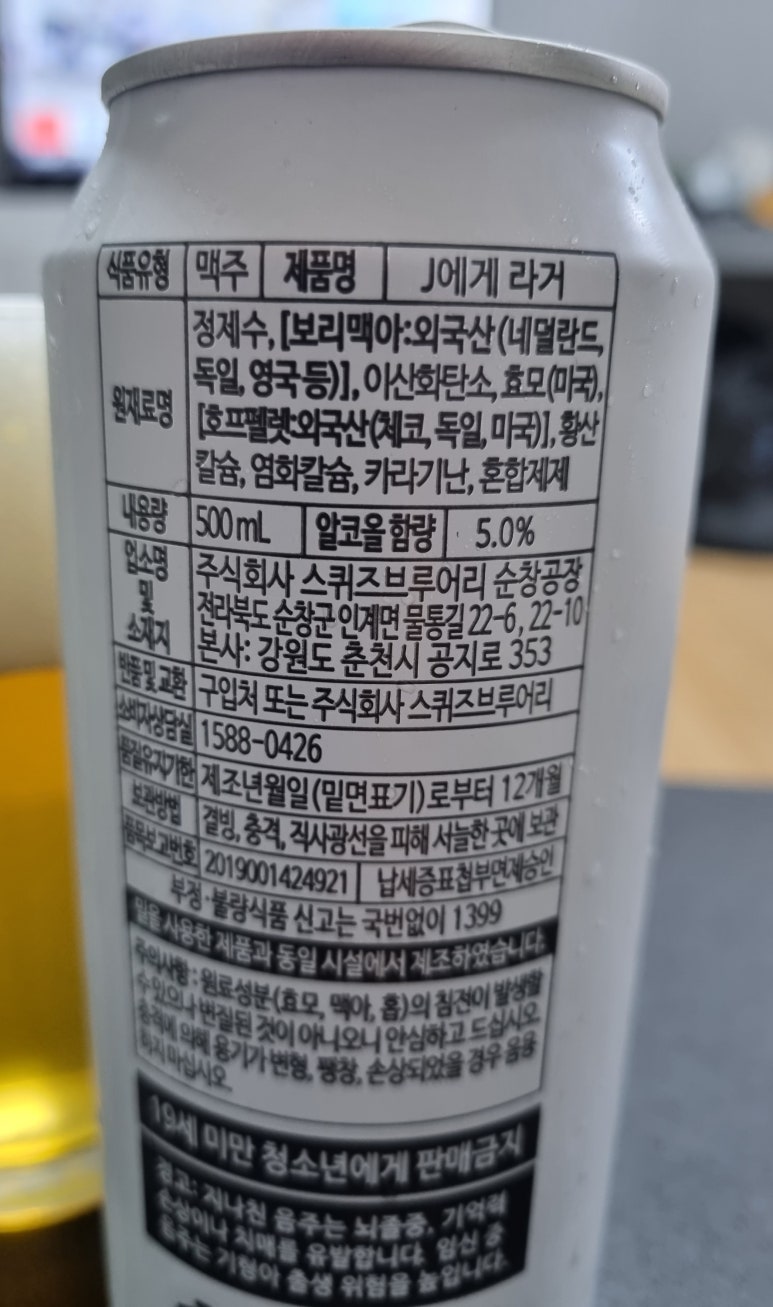 식품유형 맥주 제품명 J에게 라거
원재료명
정제수, [보리맥아:외국산(네덜란드,
독일, 영국 등)], 이산화탄소, 효모(미국),
[호프펠렛:외국산(체코, 독일, 미국)], 황산
칼슘, 염화칼슘, 카라기난, 혼합제제
내용량 500mL 알코올 함량 5.0%
업소명 및 소재지
주식회사 스퀴즈브루어리 순창공장
전라북도 순창군 인계면 물통길 22-6, 22-10
본사: 강원도 춘천시 공지로 353
반품 및 교환 구입처 또는 주식회사 스퀴즈브루어리
소비자상담실 1588-0426
품질유지기한 제조년월일(밑면표기)로부터 12개월
보관방법 결빙, 충격, 직사광선을 피해 서늘한 곳에 보관
품목보고번호 2019001424921 납세증표첩부면제승인
부정·불량식품 신고는 국번없이 1399
밀을 사용한 제품과 동일 시설에서 제조하였습니다.
주의사항 : 원료성분(효모, 맥아, 홉)의 침전이 발생할
수 있으나 변질된 것이 아니오니 안심하고 드십시오.
충격에 의해 용기가 변형, 팽창, 손상되었을 경우 음용
하지 마십시오.
19세 미만 청소년에게 판매금지
경고: 지나친 음주는 뇌졸중, 기억력
손상이나 치매를 유발합니다. 임신 중
음주는 기형아 출생 위험을 높입니다.